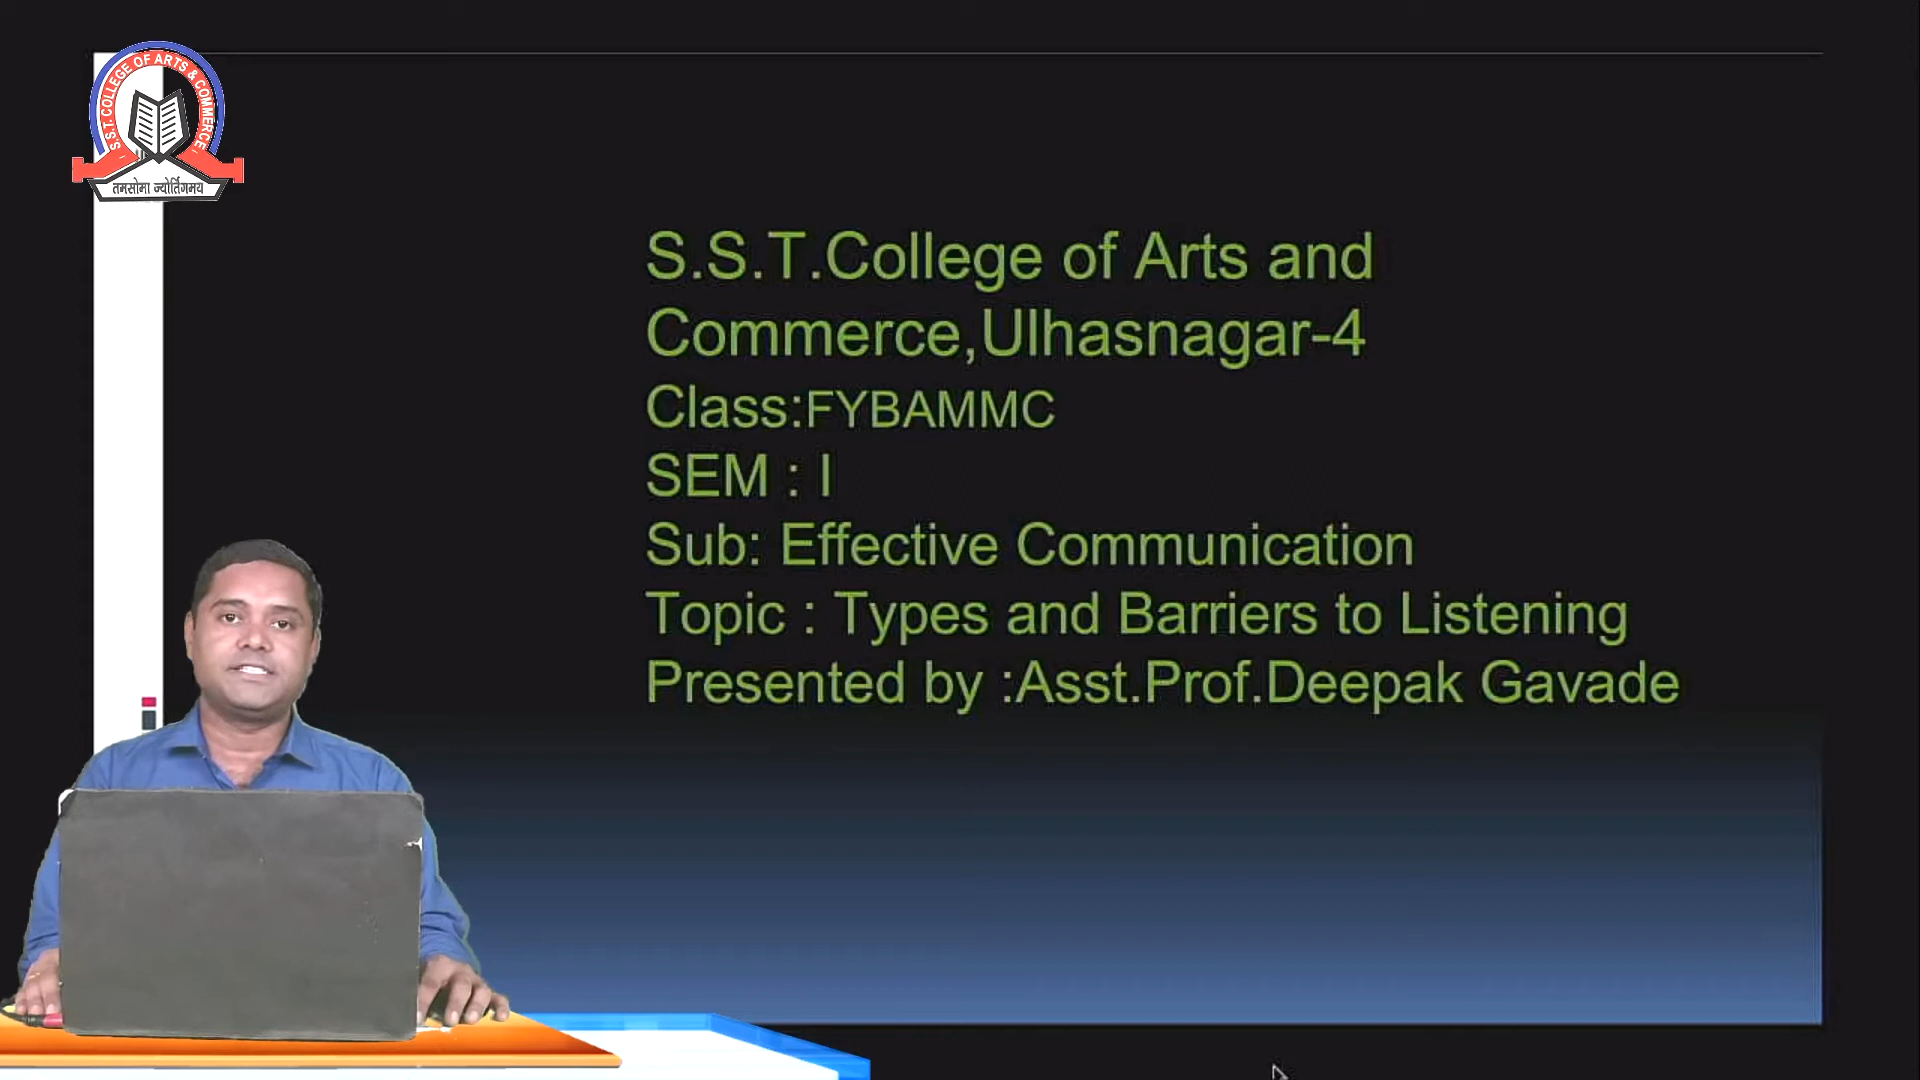 S.S.T. COLLEGE OF ARTS & COMMERCE
तमसोमा ज्योर्तिगमय
S.S.T.College of Arts and
Commerce,Ulhasnagar-4
Class:FYBAMMC
SEM : I
Sub: Effective Communication
Topic : Types and Barriers to Listening
Presented by :Asst.Prof.Deepak Gavade